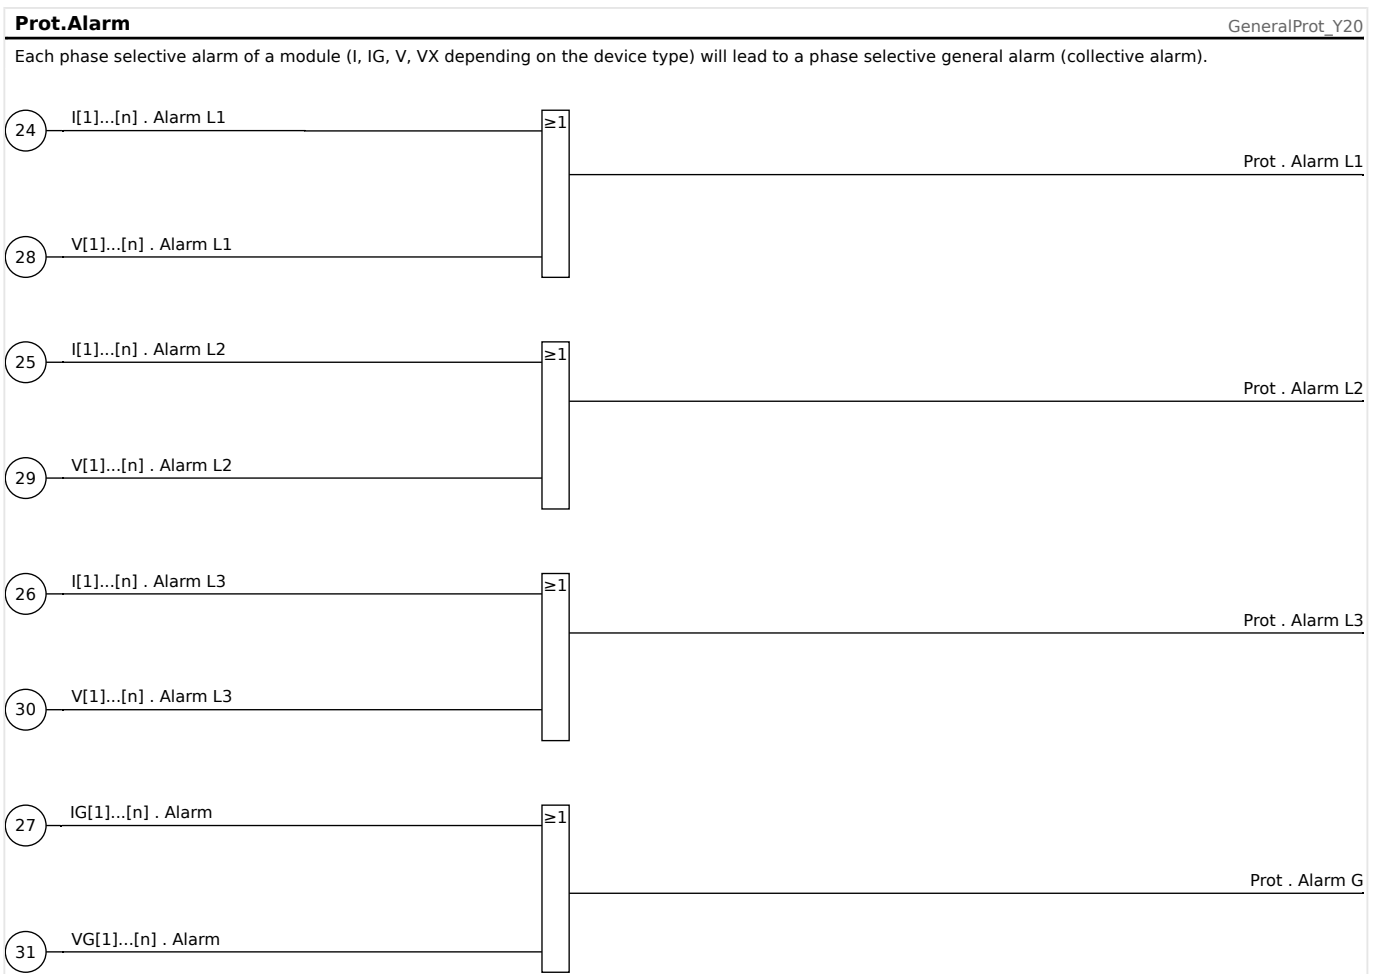 Prot.Alarm
GeneralProt_Y20
Each phase selective alarm of a module (I, IG, V, VX depending on the device type) will lead to a phase selective general alarm (collective alarm).
24
I[1]...[n] . Alarm L1
≥1
Prot . Alarm L1
28
V[1]...[n] . Alarm L1
25
I[1]...[n] . Alarm L2
≥1
Prot . Alarm L2
29
V[1]...[n] . Alarm L2
26
I[1]...[n] . Alarm L3
≥1
Prot . Alarm L3
30
V[1]...[n] . Alarm L3
27
IG[1]...[n] . Alarm
≥1
Prot . Alarm G
31
VG[1]...[n] . Alarm